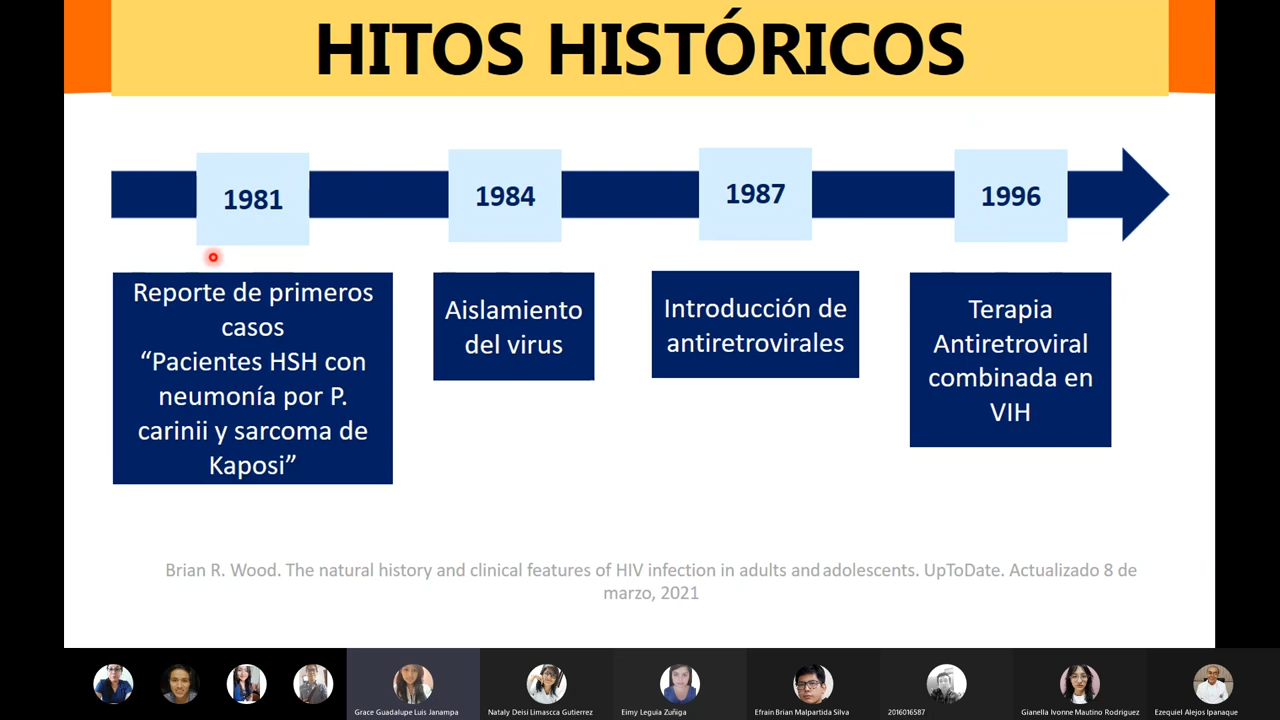 HITOS HISTÓRICOS
1981
1984
1987
1996
Reporte de primeros
casos
“Pacientes HSH con
neumonía por P.
carinii y sarcoma de
Kaposi”
Aislamiento
del virus
Introducción de
antiretrovirales
Terapia
Antiretroviral
combinada en
VIH
Brian R. Wood. The natural history and clinical features of HIV infection in adults and adolescents. UpToDate. Actualizado 8 de
marzo, 2021
Grace Guadalupe Luis Janampa
Nataly Deisi Limascca Gutierrez
Eimy Leguia Zuñiga
Efrain Brian Malpartida Silva
2016016587
Gianella Ivonne Mautino Rodriguez
Ezequiel Alejos Ipanaque